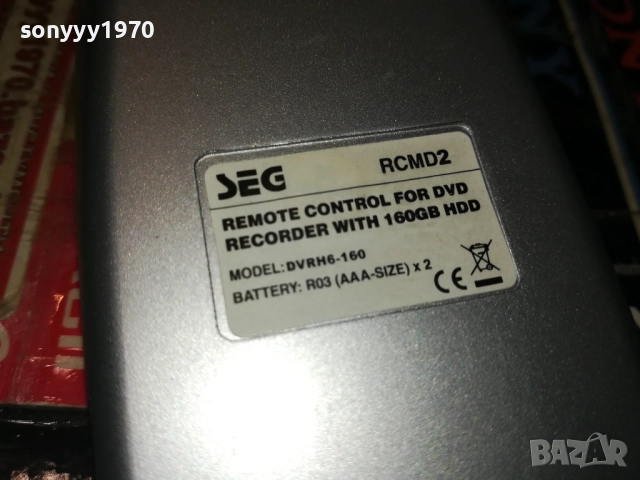 sonyyy1970
SEG
RCMD2
REMOTE CONTROL FOR DVD
RECORDER WITH 160GB HDD
MODEL: DVRH6-160
BATTERY: R03 (AAA-SIZE) x 2
CE
BAZAR